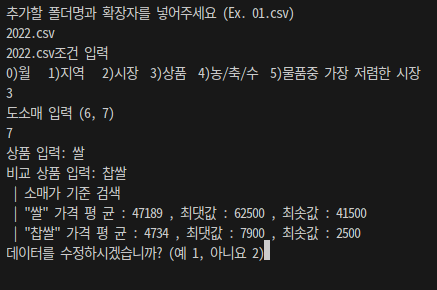 추가할 폴더명과 확장자를 넣어주세요 (Ex. 01.csv)
2022.csv
2022.csv조건 입력
0)월 1)지역 2)시장 3)상품 4)농/축/수 5)물품중 가장 저렴한 시장
3
도소매 입력 (6, 7)
7
상품 입력: 쌀
비교 상품 입력: 찹쌀
| 소매가 기준 검색
| "쌀" 가격 평 균 : 47189 , 최댓값 : 62500 , 최솟값 : 41500
| "찹쌀" 가격 평 균 : 4734 , 최댓값 : 7900 , 최솟값 : 2500
데이터를 수정하시겠습니까? (예 1, 아니요 2)